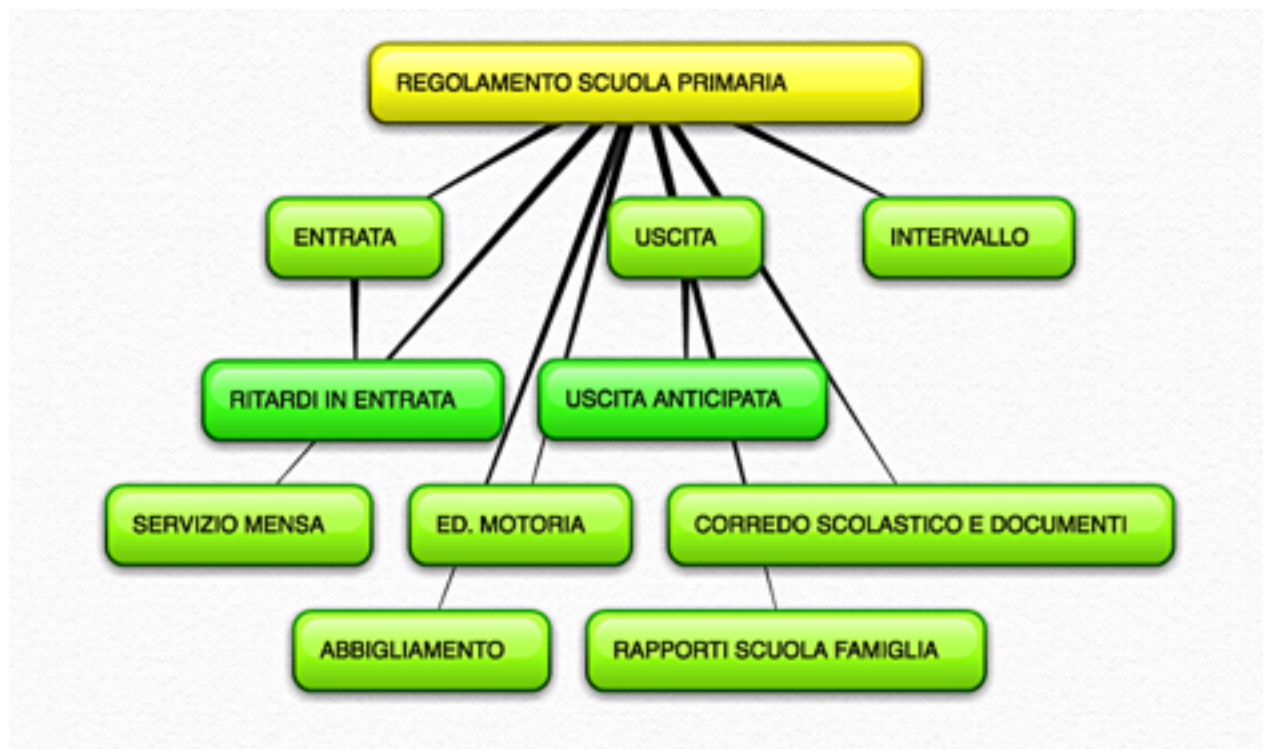 REGOLAMENTO SCUOLA PRIMARIA
ENTRATA
USCITA
INTERVALLO
RITARDI IN ENTRATA
USCITA ANTICIPATA
SERVIZIO MENSA
ED. MOTORIA
CORREDO SCOLASTICO E DOCUMENTI
ABBIGLIAMENTO
RAPPORTI SCUOLA FAMIGLIA